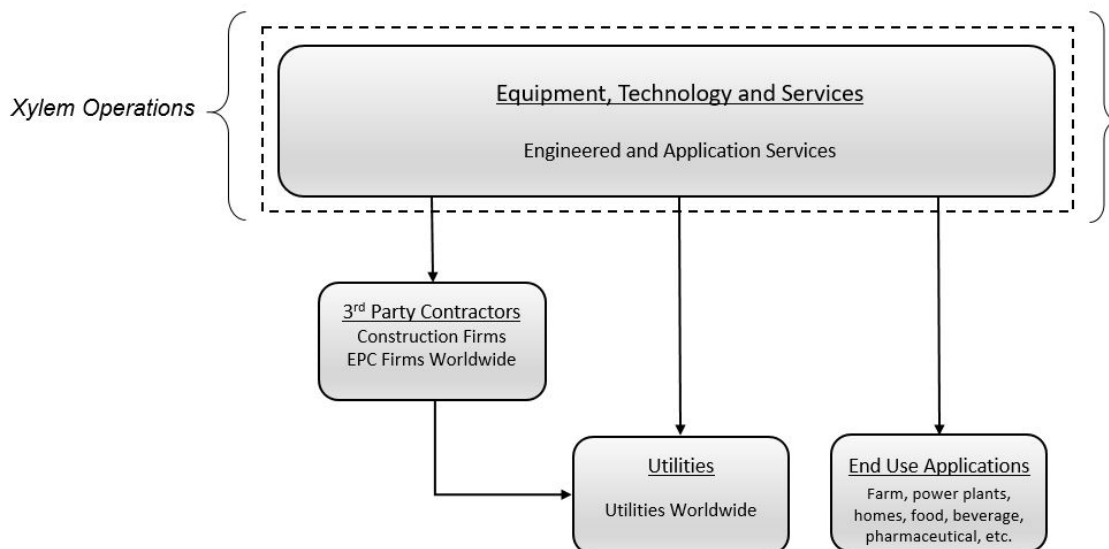 Xylem Operations
Equipment, Technology and Services
Engineered and Application Services
3rd Party Contractors
Construction Firms
EPC Firms Worldwide
Utilities
Utilities Worldwide
End Use Applications
Farm, power plants,
homes, food, beverage,
pharmaceutical, etc.